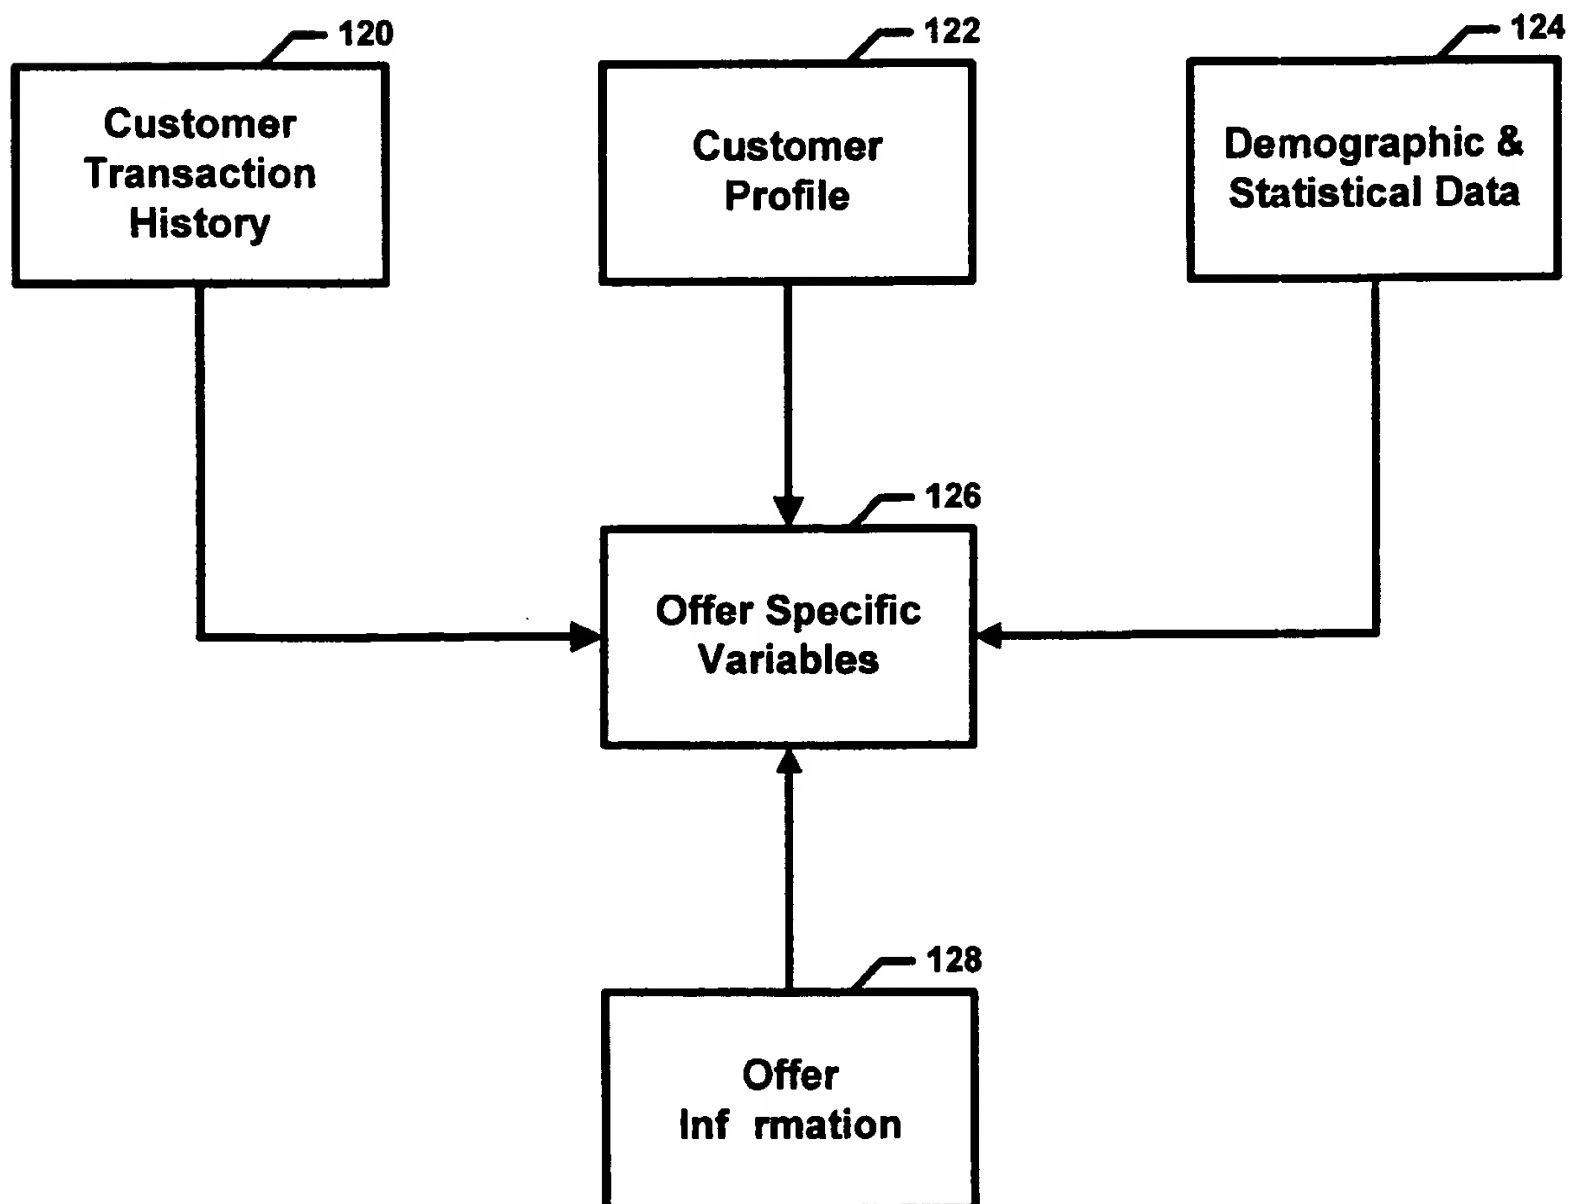 120
Customer
Transaction
History
122
Customer
Profile
124
Demographic &
Statistical Data
126
Offer Specific
Variables
128
Offer
Inf rmation